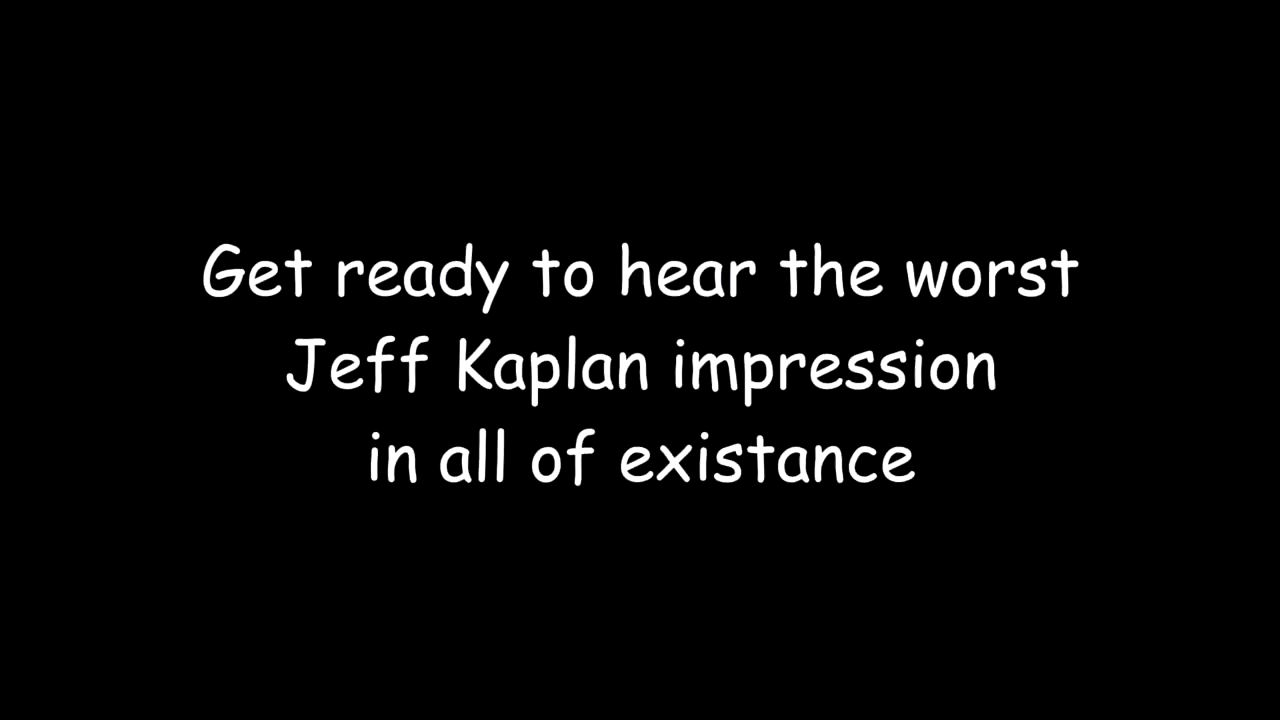 Get ready to hear the worst
Jeff Kaplan impression
in all of existance